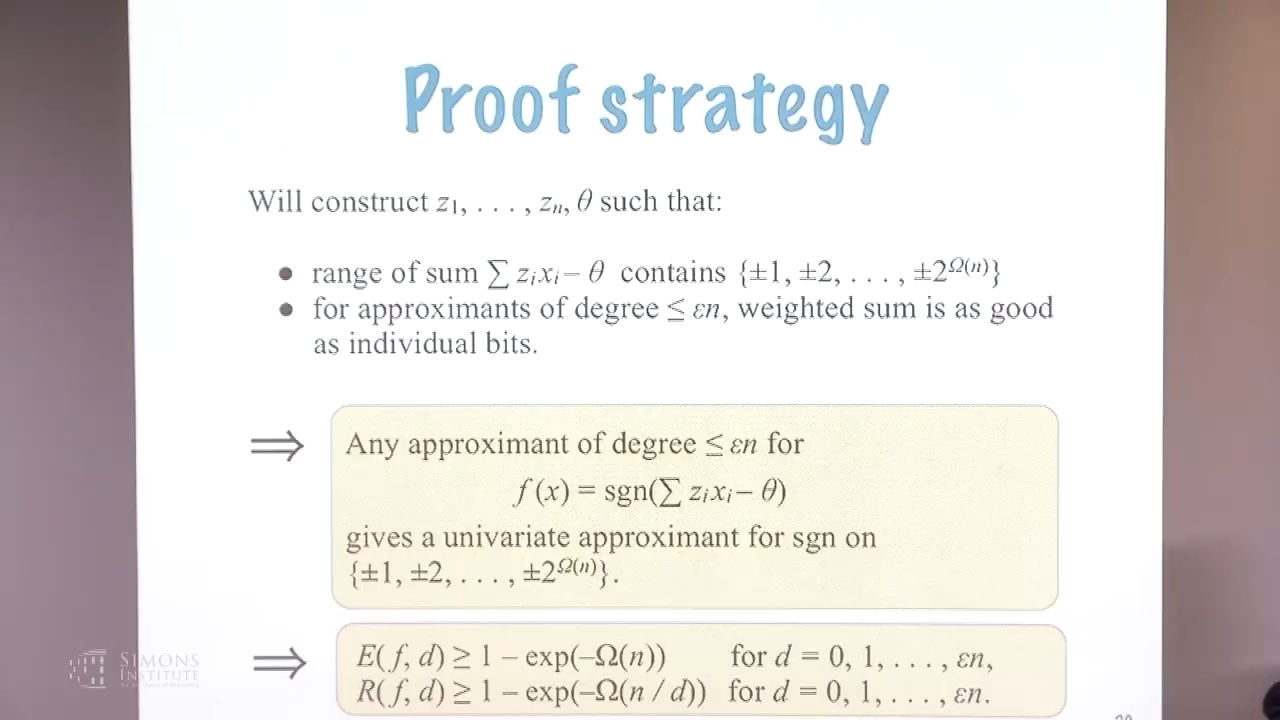 Proof strategy
Will construct z₁, . . . , zₙ, θ such that:
● range of sum ∑ zᵢxᵢ − θ contains {±1, ±2, . . . , ±2^Ω(n)}
● for approximants of degree ≤ εn, weighted sum is as good
as individual bits.
⟹ Any approximant of degree ≤ εn for
f (x) = sgn(∑ zᵢxᵢ − θ)
gives a univariate approximant for sgn on
{±1, ±2, . . . , ±2^Ω(n)}.
⟹ E(f, d) ≥ 1 − exp(−Ω(n)) for d = 0, 1, . . . , εn,
R(f, d) ≥ 1 − exp(−Ω(n / d)) for d = 0, 1, . . . , εn.
SIMONS
INSTITUTE